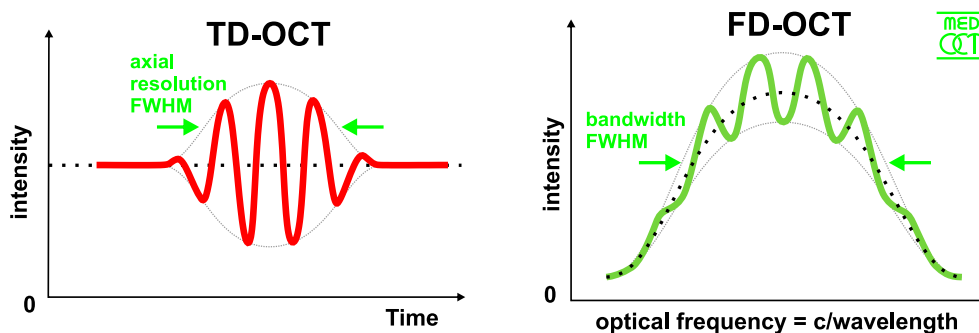 TD-OCT
axial
resolution
FWHM
intensity
0
Time
FD-OCT
MED
OCT
bandwidth
FWHM
intensity
0
optical frequency = c/wavelength